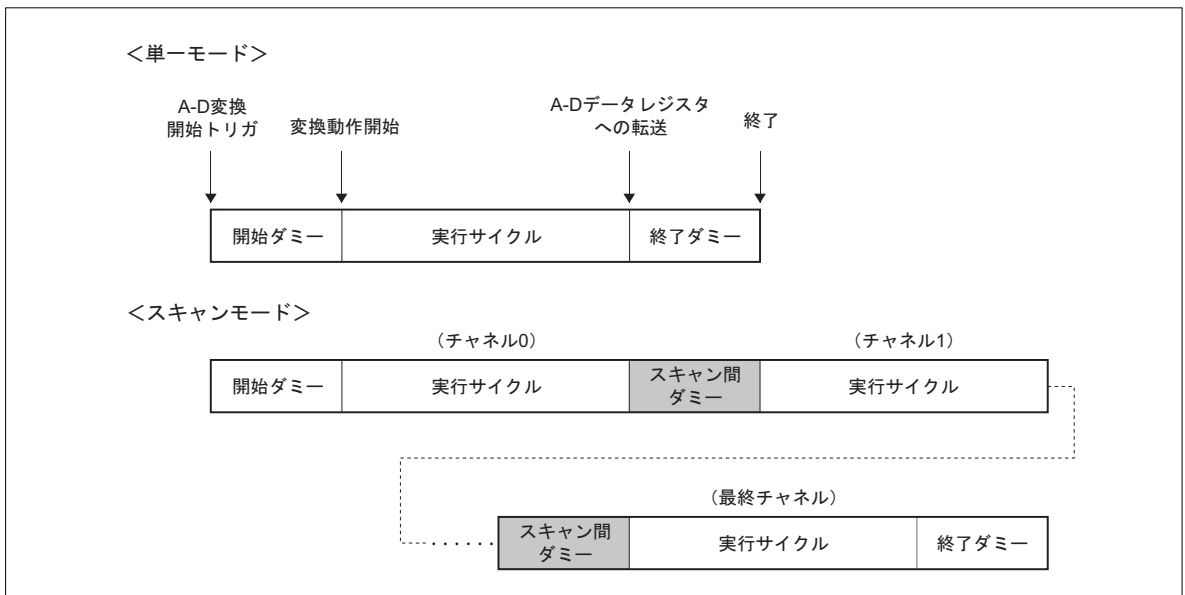 ＜単一モード＞
A-D変換
開始トリガ
変換動作開始
A-Dデータレジスタ
への転送
終了
開始ダミー
実行サイクル
終了ダミー
＜スキャンモード＞
（チャネル0）
（チャネル1）
開始ダミー
実行サイクル
スキャン間
ダミー
実行サイクル
（最終チャネル）
スキャン間
ダミー
実行サイクル
終了ダミー